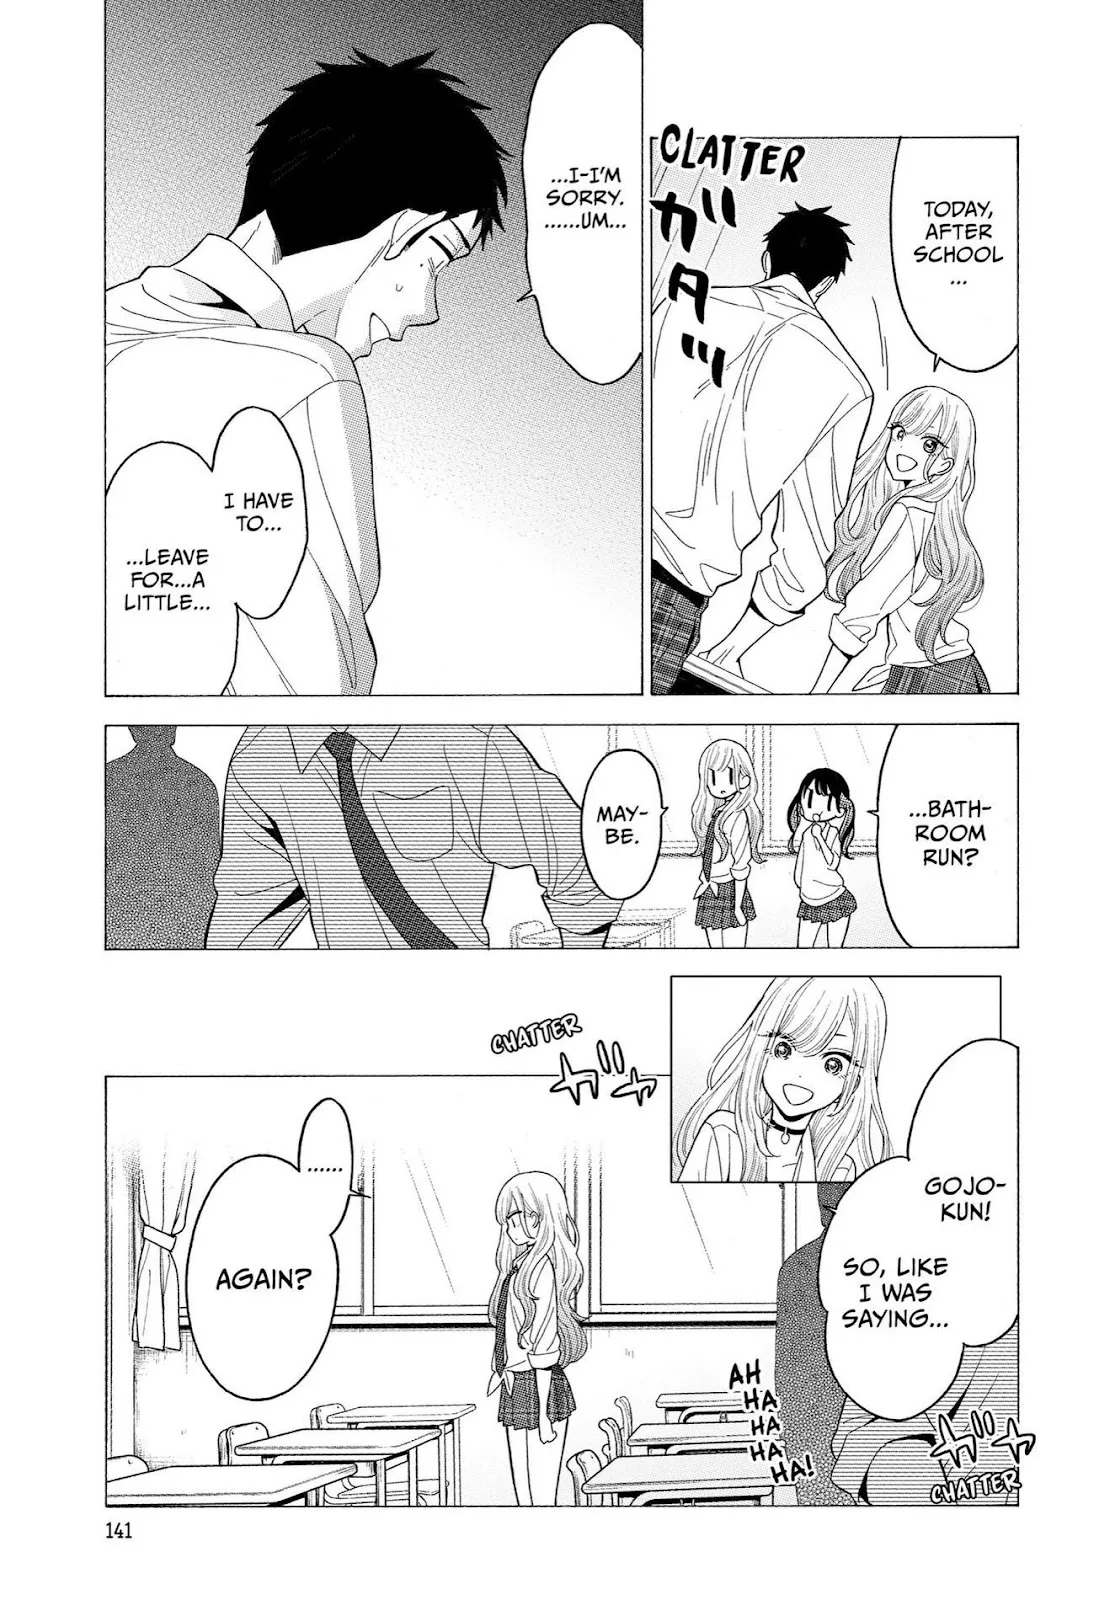 TODAY,
AFTER
SCHOOL
...
CLATTER
ガタッ
...I-I'M
SORRY.
......UM...
I HAVE
TO...
...LEAVE
FOR...A
LITTLE...
...BATH-
ROOM
RUN?
MAY-
BE.
GOJO-
KUN!
SO, LIKE
I WAS
SAYING...
CHATTER
ガヤ
.......
AGAIN?
AH
HA
HA
HA
HA!
ガヤ
CHATTER
141